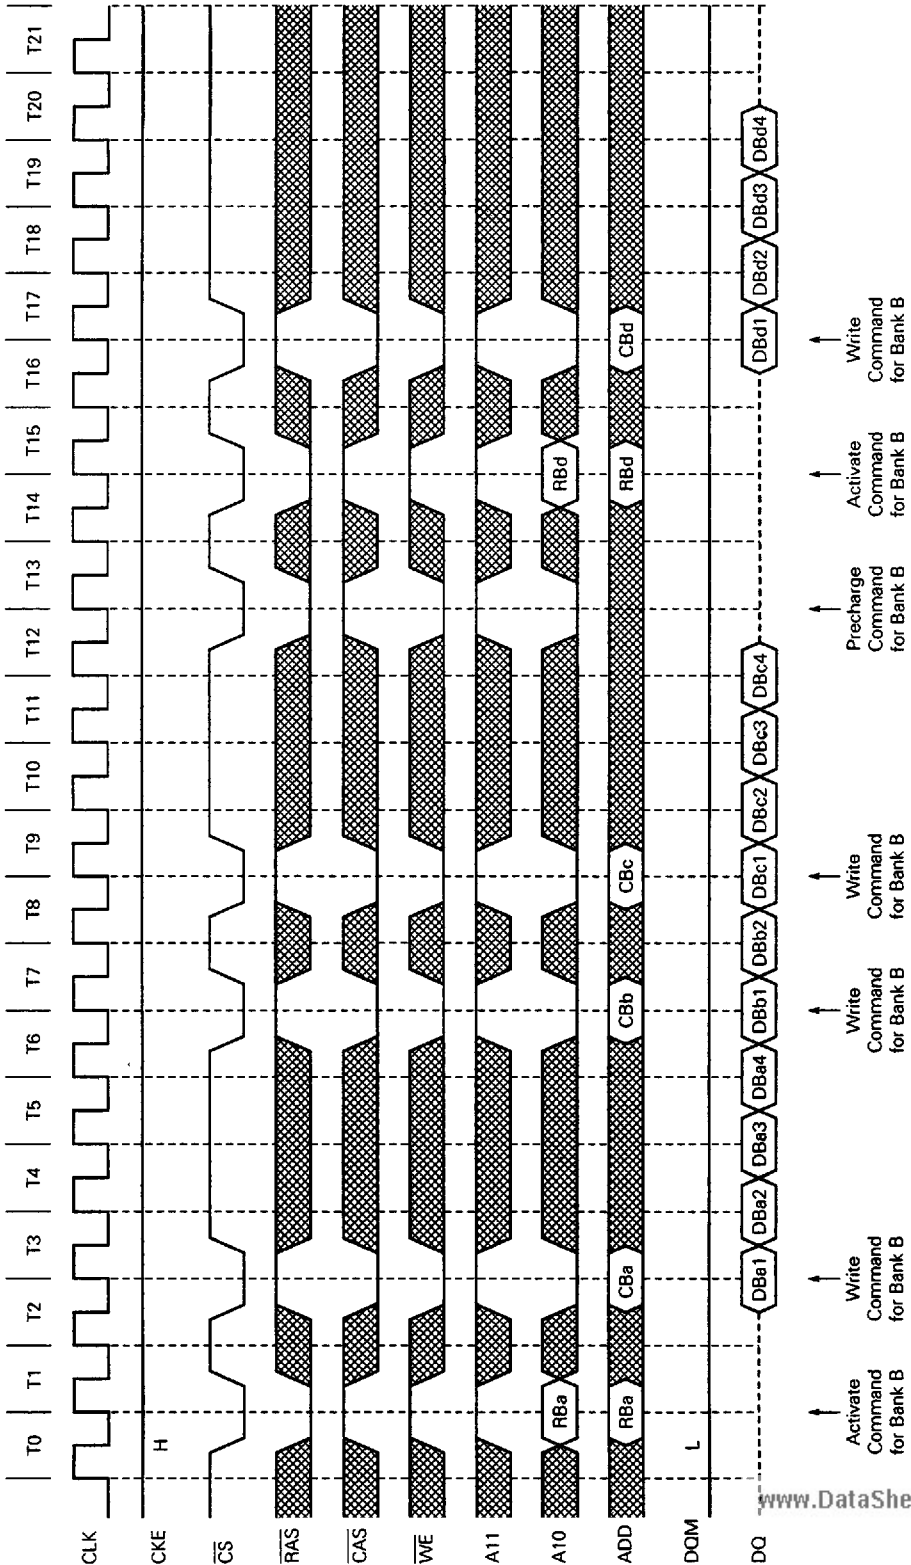 T0 T1 T2 T3 T4 T5 T6 T7 T8 T9 T10 T11 T12 T13 T14 T15 T16 T17 T18 T19 T20 T21
CLK
CKE H
CS
RAS
CAS
WE
A11
A10 RBa RBd
ADD RBa CBa CBb CBc RBd CBd
DQM L
DQ DBa1 DBa2 DBa3 DBa4 DBb1 DBb2 DBc1 DBc2 DBc3 DBc4 DBd1 DBd2 DBd3 DBd4
Activate
Command
for Bank B
Write
Command
for Bank B
Write
Command
for Bank B
Write
Command
for Bank B
Precharge
Command
for Bank B
Activate
Command
for Bank B
Write
Command
for Bank B
www.DataShe